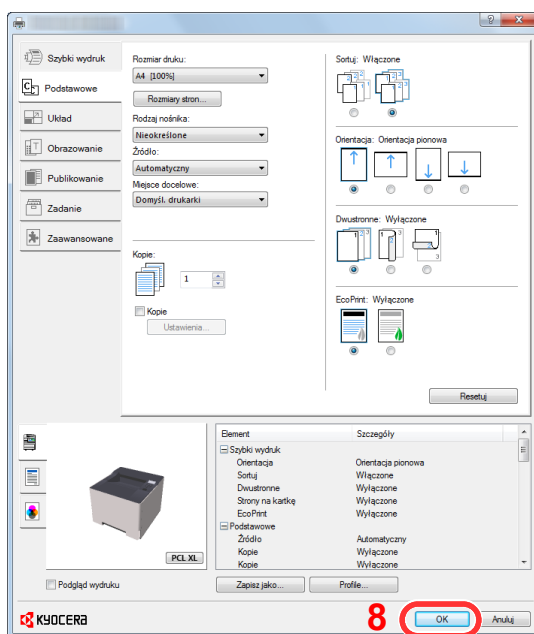 ? X
Szybki wydruk
Podstawowe
Układ
Obrazowanie
Publikowanie
Zadanie
Zaawansowane
Rozmiar druku:
A4 [100%]
Rozmiary stron...
Rodzaj nośnika:
Nieokreślone
Źródło:
Automatyczny
Miejsce docelowe:
Domyśl. drukarki
Kopie:
1
Kopie
Ustawienia...
Sortuj: Włączone
Orientacja: Orientacja pionowa
Dwustronne: Wyłączone
EcoPrint: Wyłączone
Resetuj
PCL XL
Podgląd wydruku
Element Szczegóły
Szybki wydruk
Orientacja Orientacja pionowa
Sortuj Włączone
Dwustronne Wyłączone
Strony na kartkę Wyłączone
EcoPrint Wyłączone
Podstawowe
Źródło Automatyczny
Kopie Wyłączone
Kopie Wyłączone
Zapisz jako... Profile...
KYOCERA
8 OK Anuluj